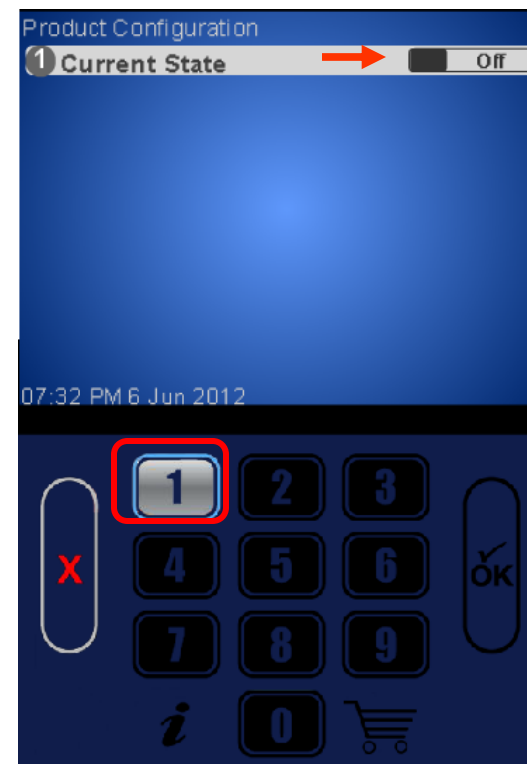 Product Configuration
1 Current State Off
07:32 PM 6 Jun 2012
1 2 3
X 4 5 6 OK
7 8 9
i 0